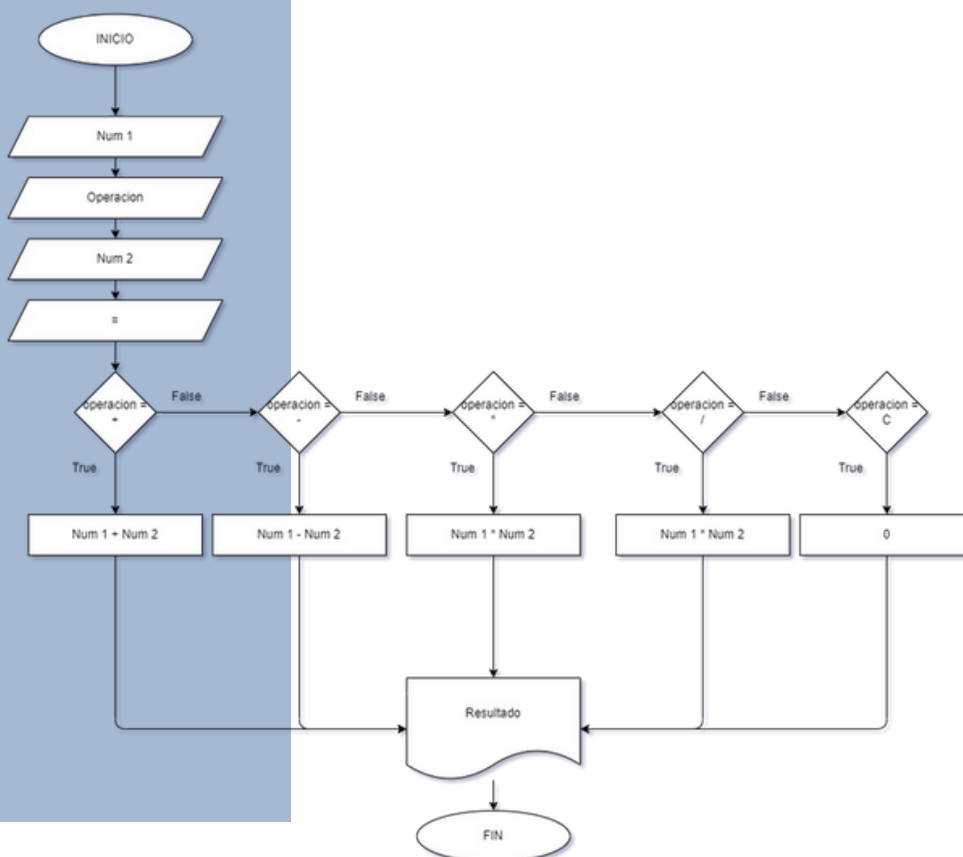 INICIO
Num 1
Operacion
Num 2
=
operacion =
+
False
operacion =
-
False
operacion =
*
False
operacion =
/
False
operacion =
C
True
True
True
True
True
Num 1 + Num 2
Num 1 - Num 2
Num 1 * Num 2
Num 1 * Num 2
0
Resultado
FIN